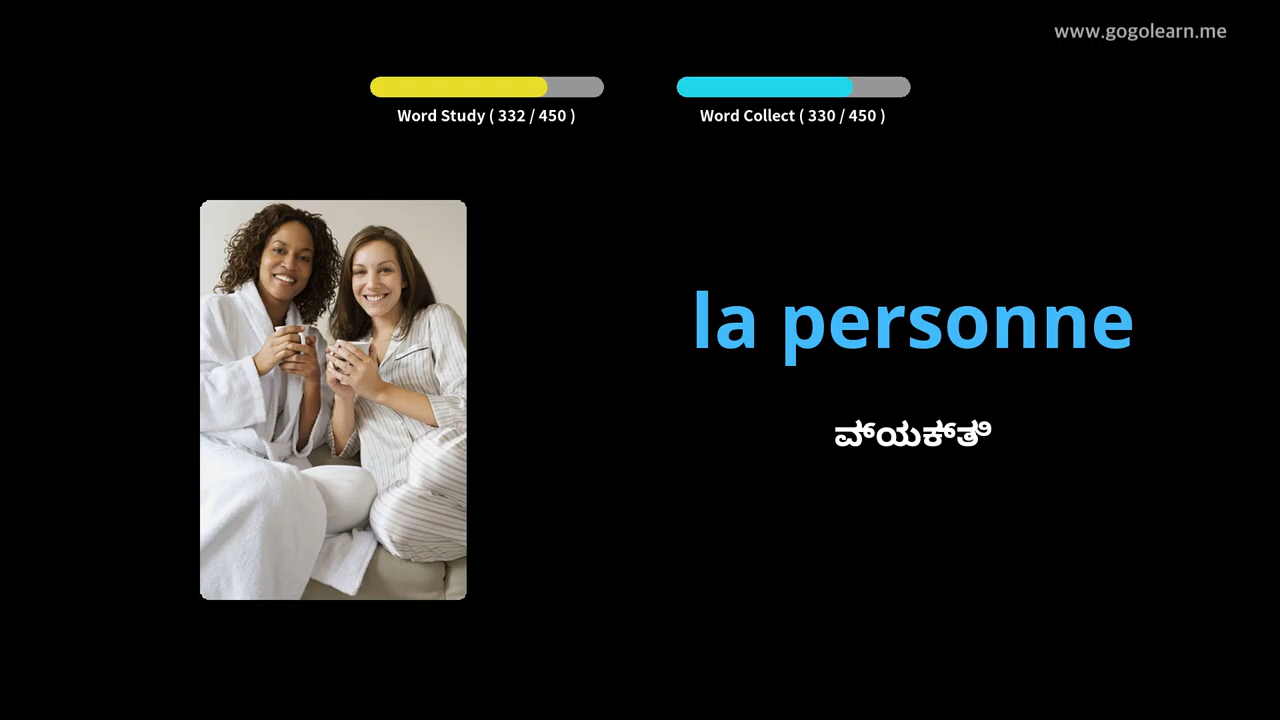 www.gogolearn.me
Word Study ( 332 / 450 )
Word Collect ( 330 / 450 )
la personne
ವ್ಯಕ್ತಿ